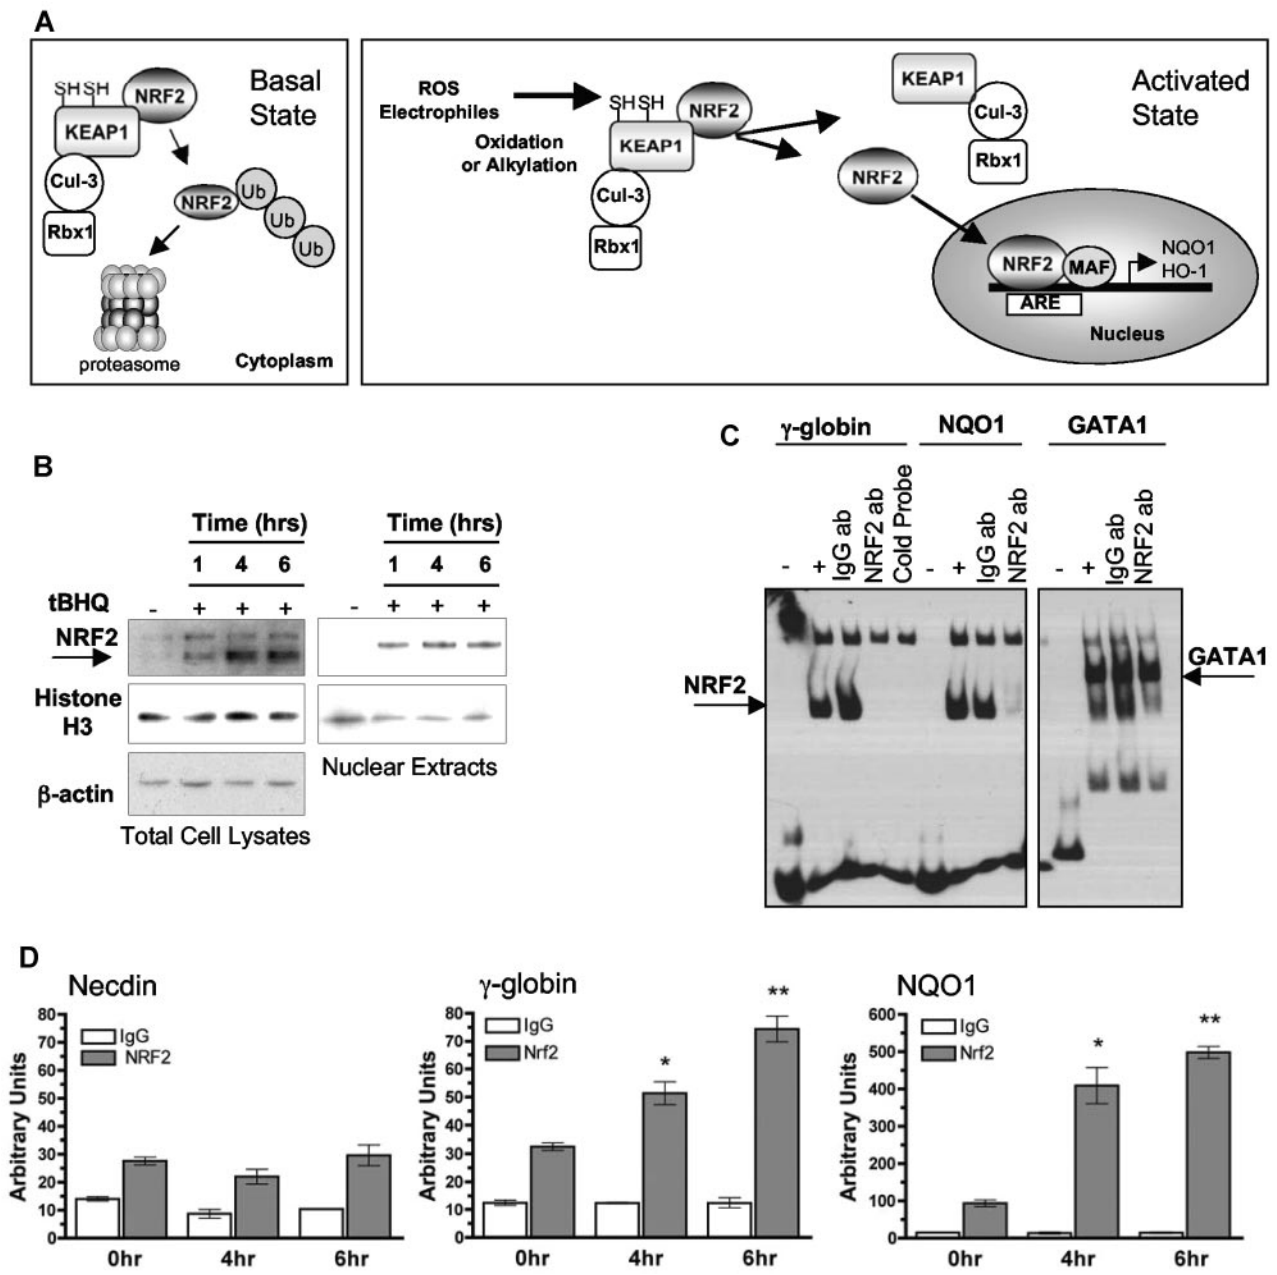 A
SH SH
NRF2
KEAP1
Cul-3
Rbx1
Basal
State
NRF2
Ub
Ub
Ub
proteasome
Cytoplasm
ROS
Electrophiles
Oxidation
or Alkylation
SH SH
NRF2
KEAP1
Cul-3
Rbx1
KEAP1
Cul-3
Rbx1
NRF2
Activated
State
NRF2
MAF
NQO1
HO-1
ARE
Nucleus
B
Time (hrs)
1 4 6
tBHQ - + + +
NRF2
Histone
H3
β-actin
Total Cell Lysates
Time (hrs)
1 4 6
- + + +
Nuclear Extracts
C
γ-globin NQO1 GATA1
- + IgG ab NRF2 ab Cold Probe - + IgG ab NRF2 ab - + IgG ab NRF2 ab
NRF2
GATA1
D
Necdin
Arbitrary Units
80
70
60
50
40
30
20
10
0
IgG
NRF2
0hr 4hr 6hr
γ-globin
Arbitrary Units
80
70
60
50
40
30
20
10
0
IgG
Nrf2
*
**
0hr 4hr 6hr
NQO1
Arbitrary Units
600
500
400
300
200
100
0
IgG
Nrf2
*
**
0hr 4hr 6hr